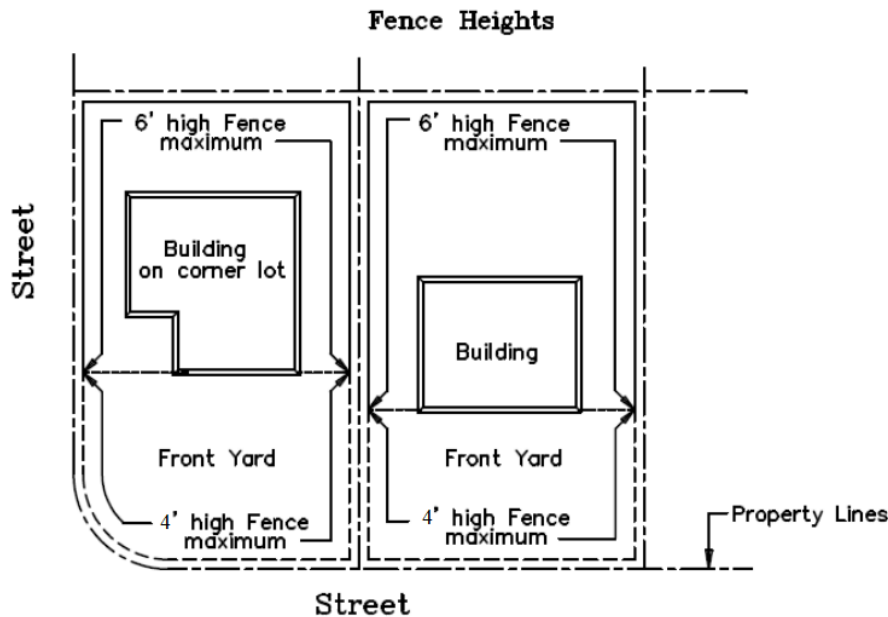 Fence Heights
6' high Fence
maximum
6' high Fence
maximum
Street
Building
on corner lot
Building
Front Yard
Front Yard
4' high Fence
maximum
4' high Fence
maximum
Property Lines
Street